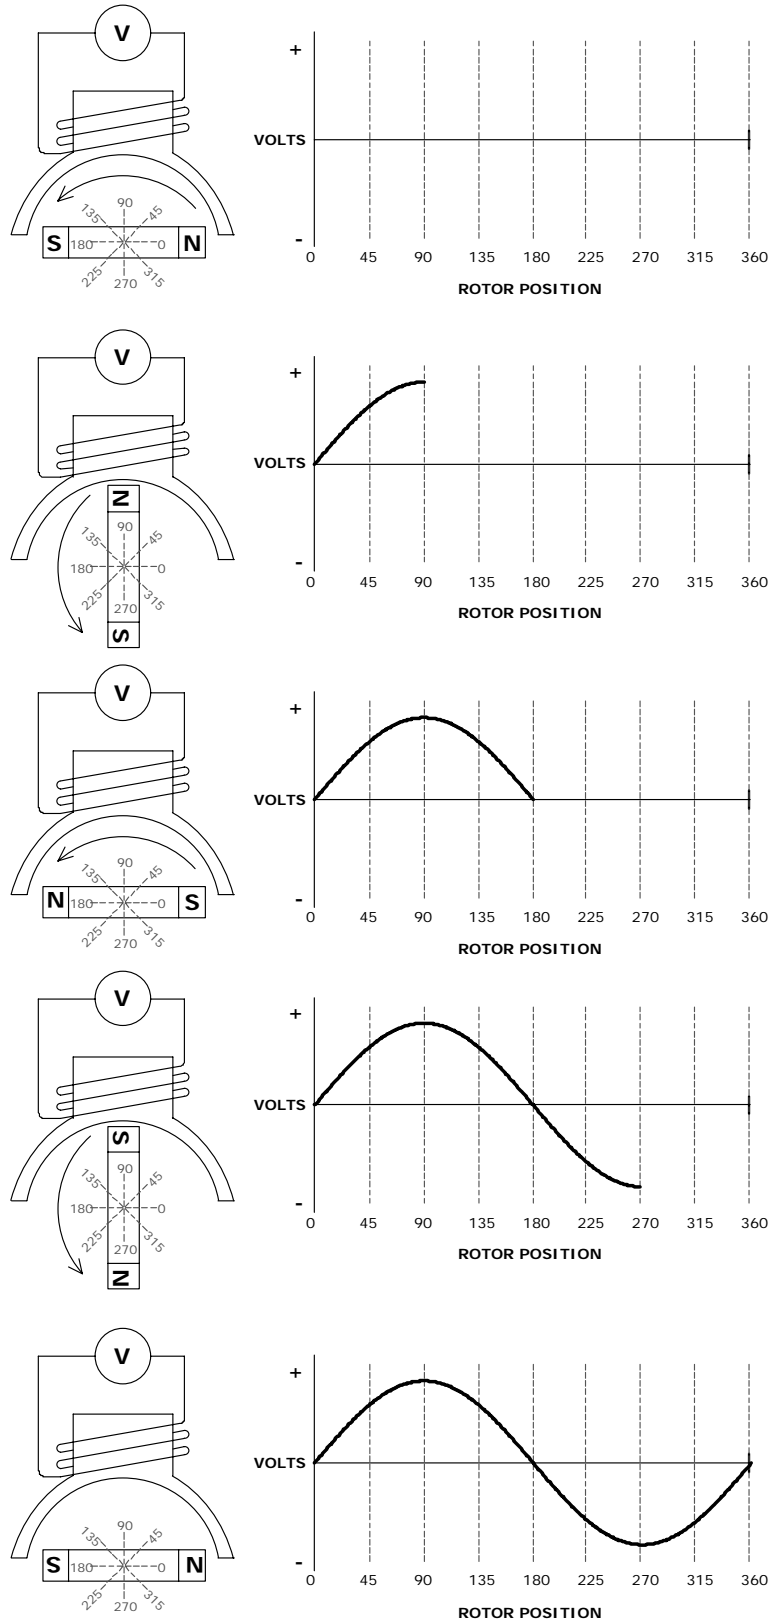 V
+
VOLTS
-
S 180 135 90 45 0 N
225 270 315
0 45 90 135 180 225 270 315 360
ROTOR POSITION
V
+
VOLTS
-
N
135 90 45
180 0
225 270 315
S
0 45 90 135 180 225 270 315 360
ROTOR POSITION
V
+
VOLTS
-
N 180 135 90 45 0 S
225 270 315
0 45 90 135 180 225 270 315 360
ROTOR POSITION
V
+
VOLTS
-
S
135 90 45
180 0
225 270 315
N
0 45 90 135 180 225 270 315 360
ROTOR POSITION
V
+
VOLTS
-
S 180 135 90 45 0 N
225 270 315
0 45 90 135 180 225 270 315 360
ROTOR POSITION